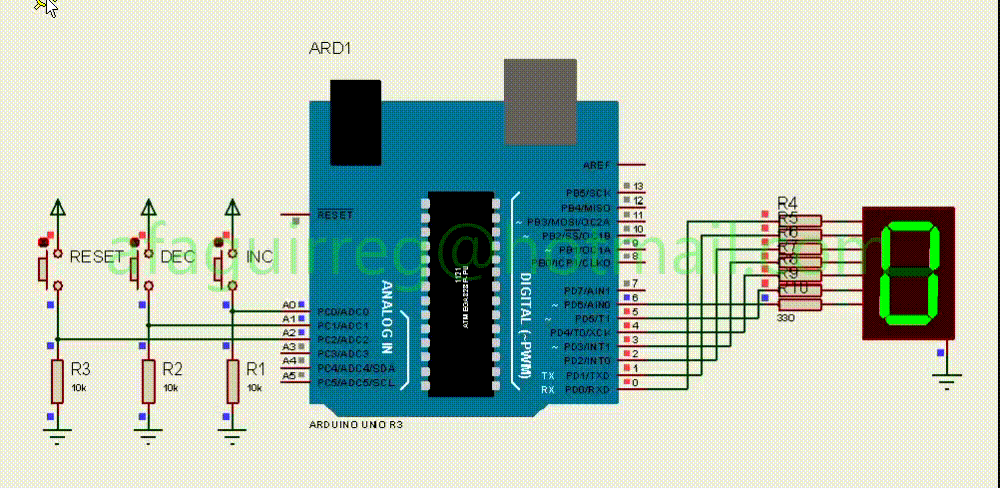 ARD1
AREF
RESET
PB5/SCK
13
PB4/MISO
12
~ PB3/MOSI/OC2A
11
~ PB2/SS/OC1B
10
~ PB1/OC1A
9
PB0/ICP1/CLKO
8
PD7/AIN1
7
~ PD6/AIN0
6
~ PD5/T1
5
PD4/T0/XCK
4
~ PD3/INT1
3
PD2/INT0
2
TX PD1/TXD
1
RX PD0/RXD
0
DIGITAL (~PWM)
ANALOG IN
1121
A0 PC0/ADC0
A1 PC1/ADC1
A2 PC2/ADC2
A3 PC3/ADC3
A4 PC4/ADC4/SDA
A5 PC5/ADC5/SCL
ARDUINO UNO R3
RESET
DEC
INC
R3
10k
R2
10k
R1
10k
R4
R5
R6
R7
R8
R9
R10
330
0